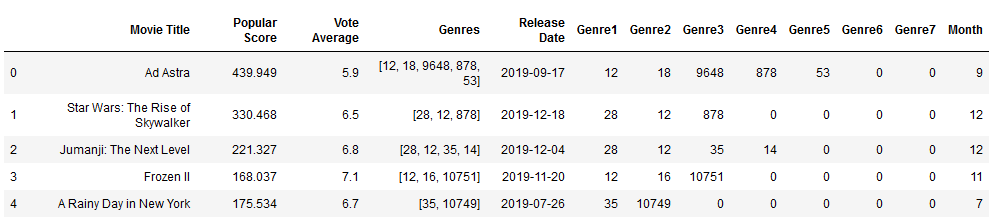 Movie Title Popular Score Vote Average Genres Release Date Genre1 Genre2 Genre3 Genre4 Genre5 Genre6 Genre7 Month
0 Ad Astra 439.949 5.9 [12, 18, 9648, 878, 53] 2019-09-17 12 18 9648 878 53 0 0 9
1 Star Wars: The Rise of Skywalker 330.468 6.5 [28, 12, 878] 2019-12-18 28 12 878 0 0 0 0 12
2 Jumanji: The Next Level 221.327 6.8 [28, 12, 35, 14] 2019-12-04 28 12 35 14 0 0 0 12
3 Frozen II 168.037 7.1 [12, 16, 10751] 2019-11-20 12 16 10751 0 0 0 0 11
4 A Rainy Day in New York 175.534 6.7 [35, 10749] 2019-07-26 35 10749 0 0 0 0 0 7